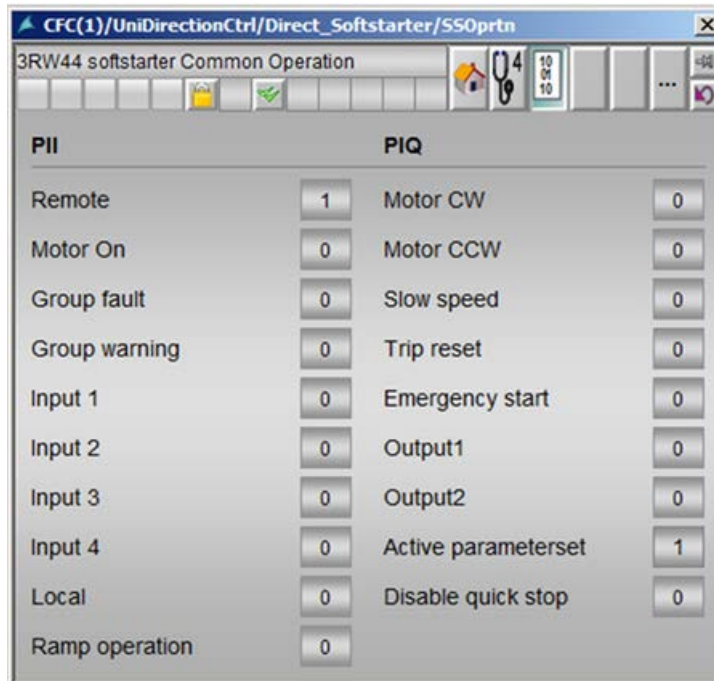 CFC(1)/UniDirectionCtrl/Direct_Softstarter/SSOprtn
3RW44 softstarter Common Operation
4
10
01
10
...
PII PIQ
Remote 1 Motor CW 0
Motor On 0 Motor CCW 0
Group fault 0 Slow speed 0
Group warning 0 Trip reset 0
Input 1 0 Emergency start 0
Input 2 0 Output1 0
Input 3 0 Output2 0
Input 4 0 Active parameterset 1
Local 0 Disable quick stop 0
Ramp operation 0